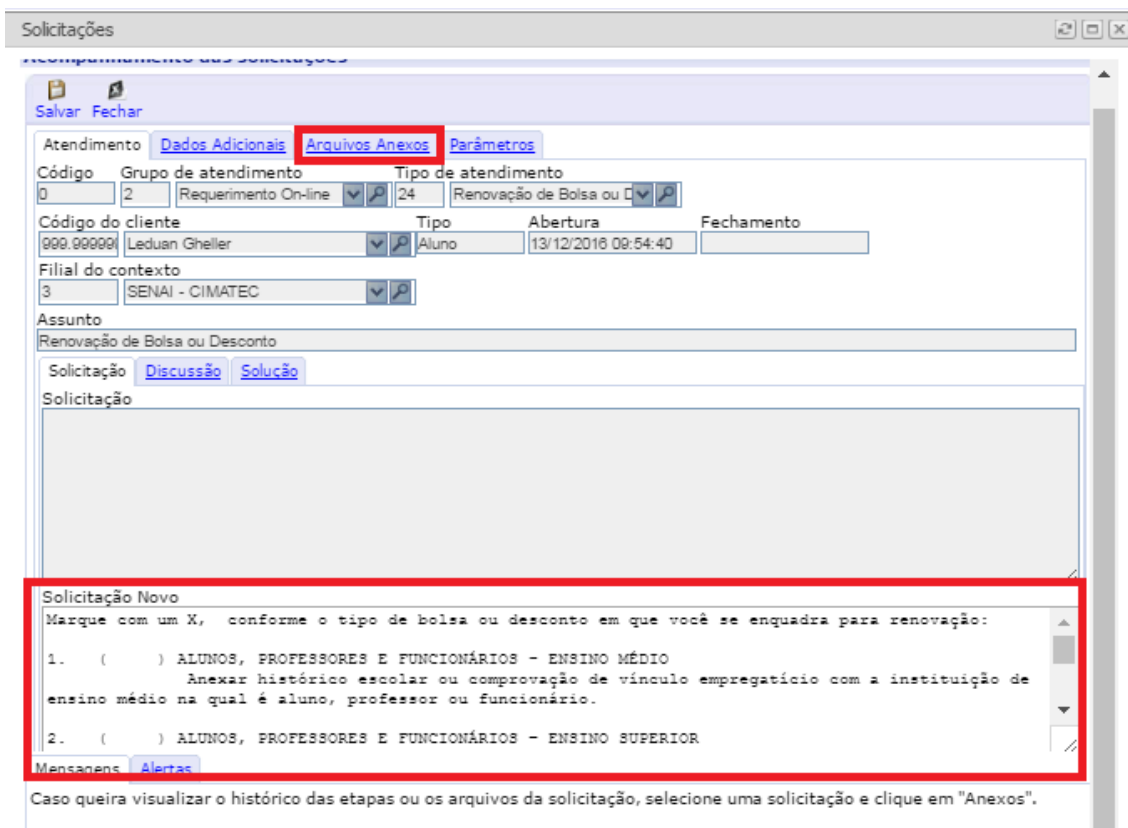 Solicitações
Acompanhamento das solicitações
Salvar Fechar
Atendimento Dados Adicionais Arquivos Anexos Parâmetros
Código Grupo de atendimento Tipo de atendimento
0 2 Requerimento On-line 24 Renovação de Bolsa ou D
Código do cliente Tipo Abertura Fechamento
999.99999 Leduan Gheller Aluno 13/12/2016 09:54:40
Filial do contexto
3 SENAI - CIMATEC
Assunto
Renovação de Bolsa ou Desconto
Solicitação Discussão Solução
Solicitação
Solicitação Novo
Marque com um X, conforme o tipo de bolsa ou desconto em que você se enquadra para renovação:
1. ( ) ALUNOS, PROFESSORES E FUNCIONÁRIOS - ENSINO MÉDIO
Anexar histórico escolar ou comprovação de vínculo empregatício com a instituição de
ensino médio na qual é aluno, professor ou funcionário.
2. ( ) ALUNOS, PROFESSORES E FUNCIONÁRIOS - ENSINO SUPERIOR
Mensagens Alertas
Caso queira visualizar o histórico das etapas ou os arquivos da solicitação, selecione uma solicitação e clique em "Anexos".